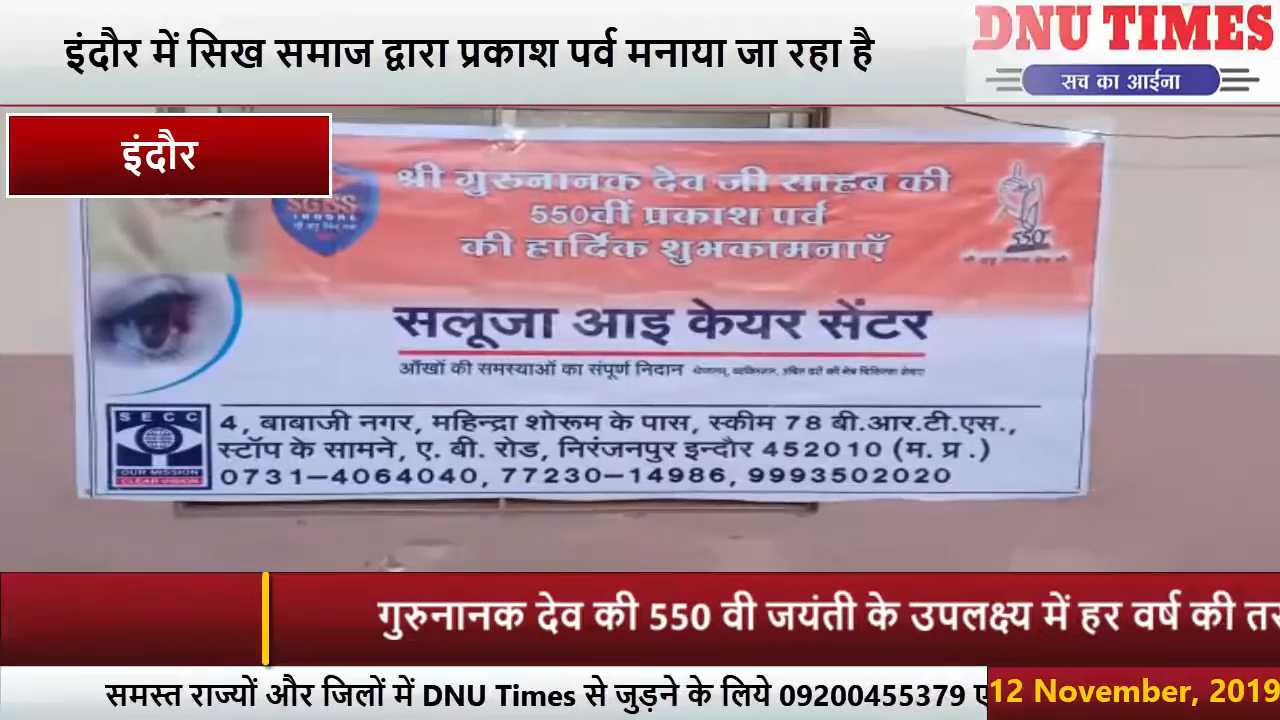 इंदौर में सिख समाज द्वारा प्रकाश पर्व मनाया जा रहा है
DNU TIMES
सच का आईना
इंदौर
SGSS
INDORE
श्री गुरुनानक देव जी साहब की
550वीं प्रकाश पर्व
की हार्दिक शुभकामनाएँ
550
सलूजा आइ केयर सेंटर
आँखों की समस्याओं का संपूर्ण निदान
SECC
OUR MISSION
CLEAR VISION
4, बाबाजी नगर, महिन्द्रा शोरूम के पास, स्कीम 78 बी.आर.टी.एस.,
स्टॉप के सामने, ए. बी. रोड, निरंजनपुर इन्दौर 452010 (म. प्र.)
0731-4064040, 77230-14986, 9993502020
गुरुनानक देव की 550 वी जयंती के उपलक्ष्य में हर वर्ष की
समस्त राज्यों और जिलों में DNU Times से जुड़ने के लिये 09200455379
12 November, 2019